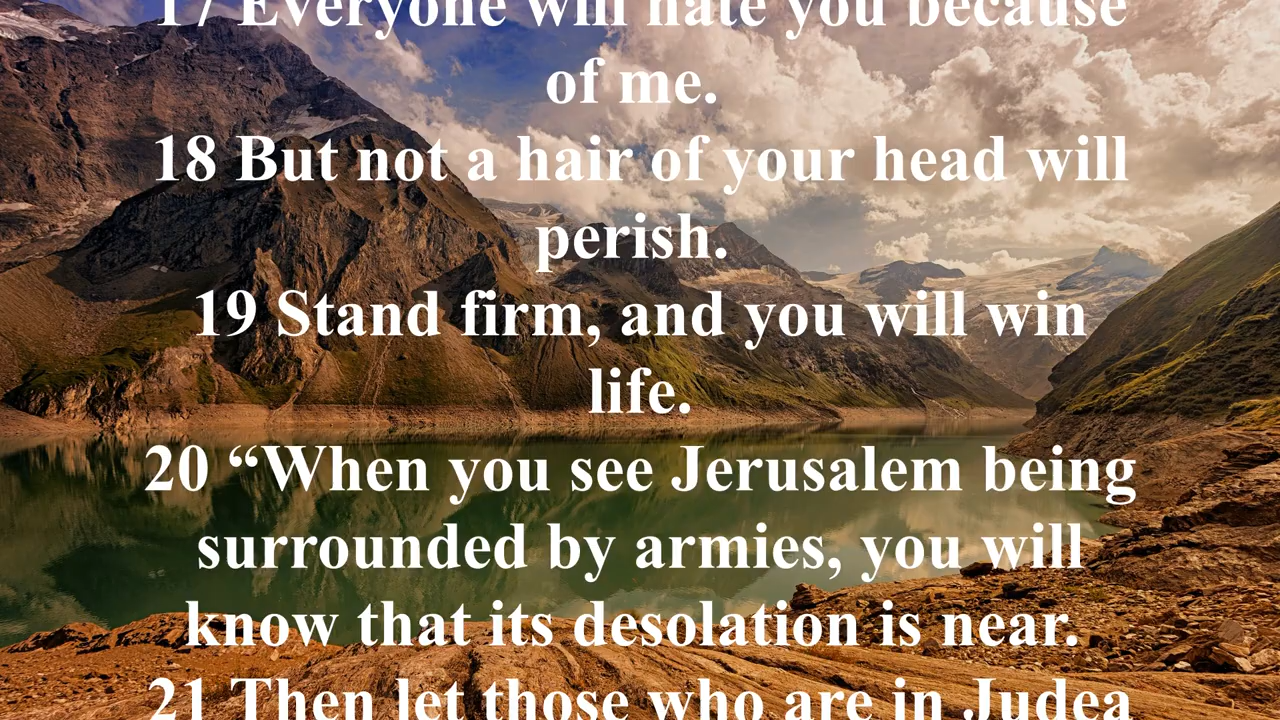 17 Everyone will hate you because
of me.
18 But not a hair of your head will
perish.
19 Stand firm, and you will win
life.
20 “When you see Jerusalem being
surrounded by armies, you will
know that its desolation is near.
21 Then let those who are in Judea